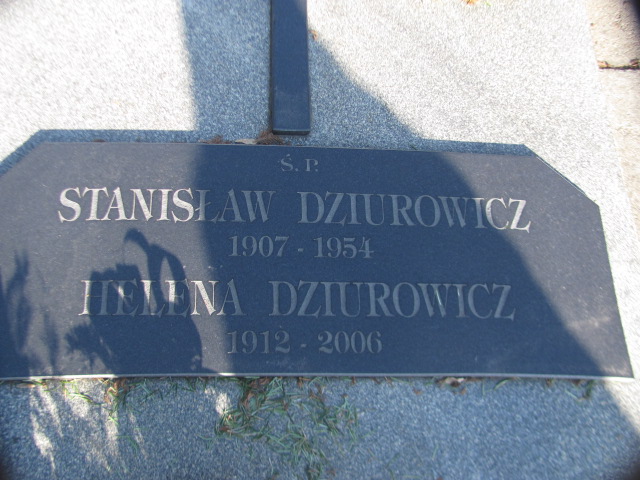 Ś.P.
STANISŁAW DZIUROWICZ
1907 - 1954
HELENA DZIUROWICZ
1912 - 2006